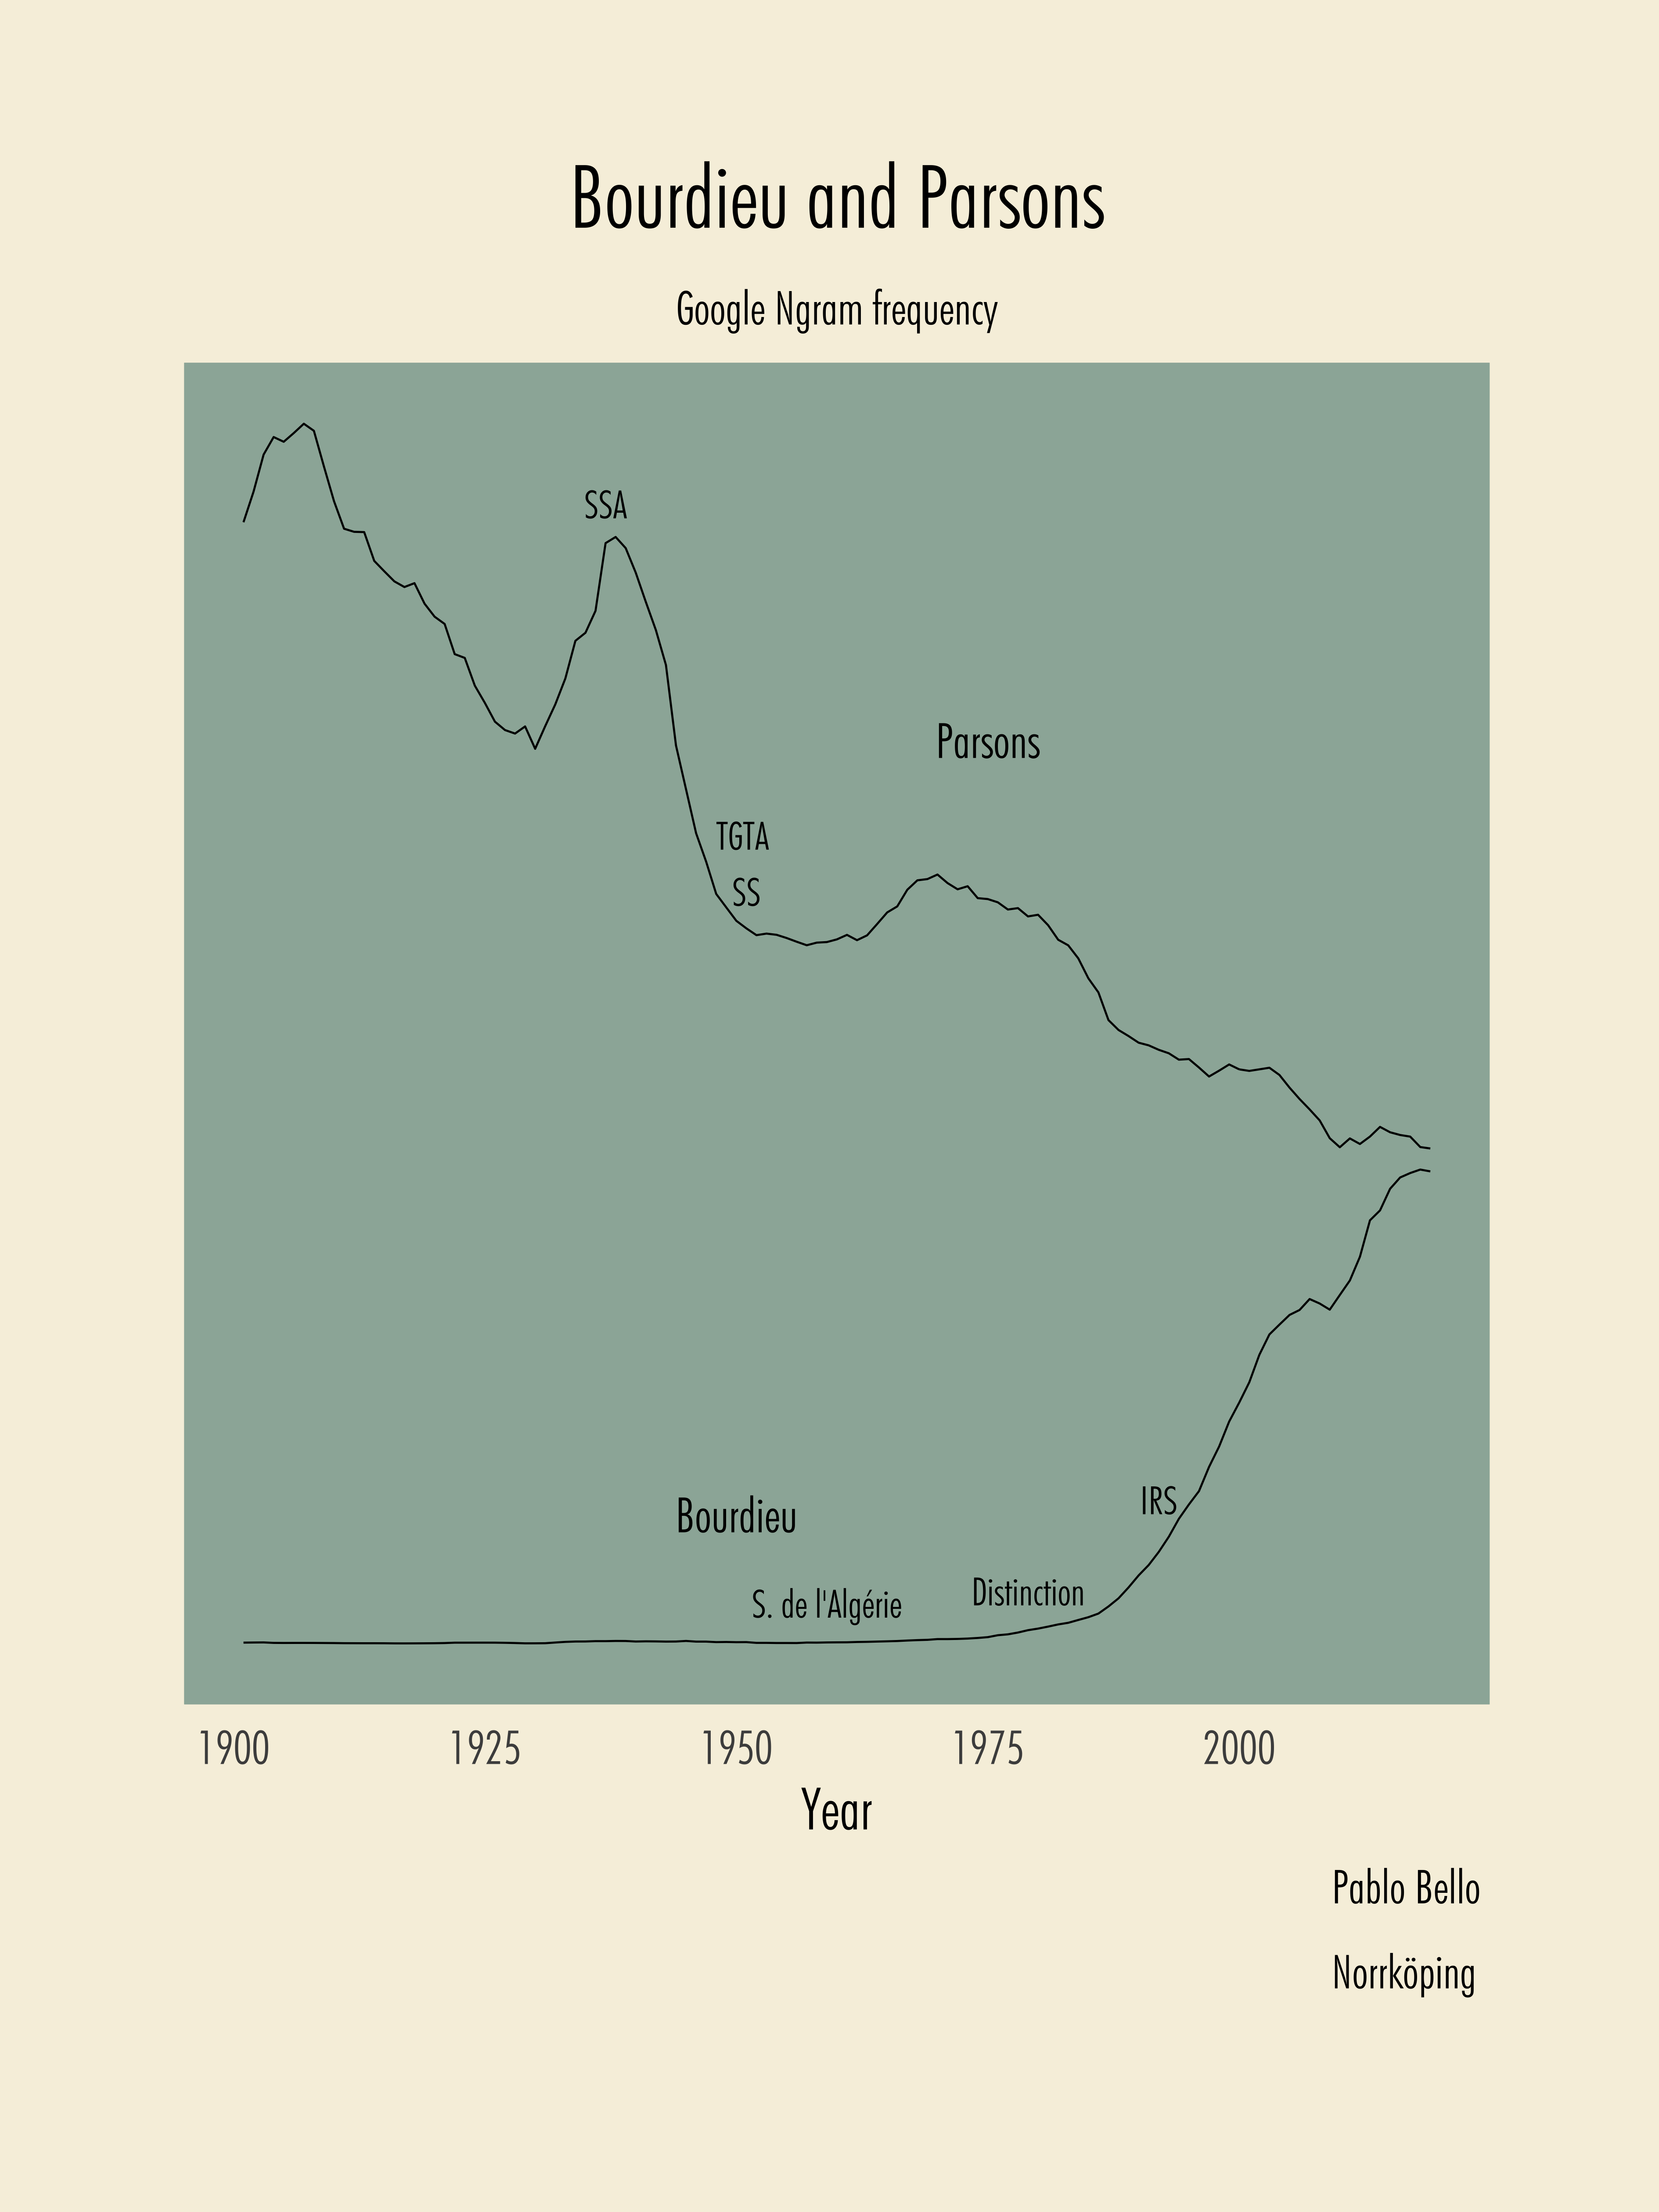 Bourdieu and Parsons
Google Ngram frequency
SSA
Parsons
TGTA
SS
Bourdieu
IRS
S. de l'Algérie
Distinction
1900 1925 1950 1975 2000
Year
Pablo Bello
Norrköping